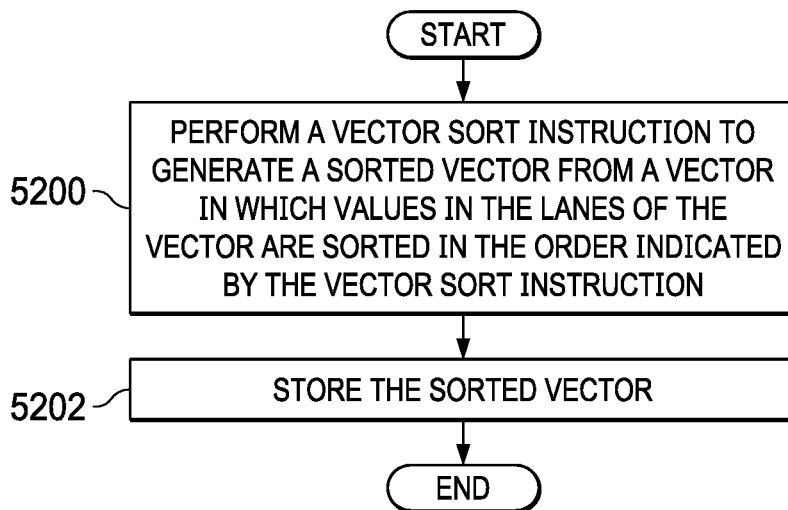 START
PERFORM A VECTOR SORT INSTRUCTION TO
GENERATE A SORTED VECTOR FROM A VECTOR
5200
IN WHICH VALUES IN THE LANES OF THE
VECTOR ARE SORTED IN THE ORDER INDICATED
BY THE VECTOR SORT INSTRUCTION
5202
STORE THE SORTED VECTOR
END